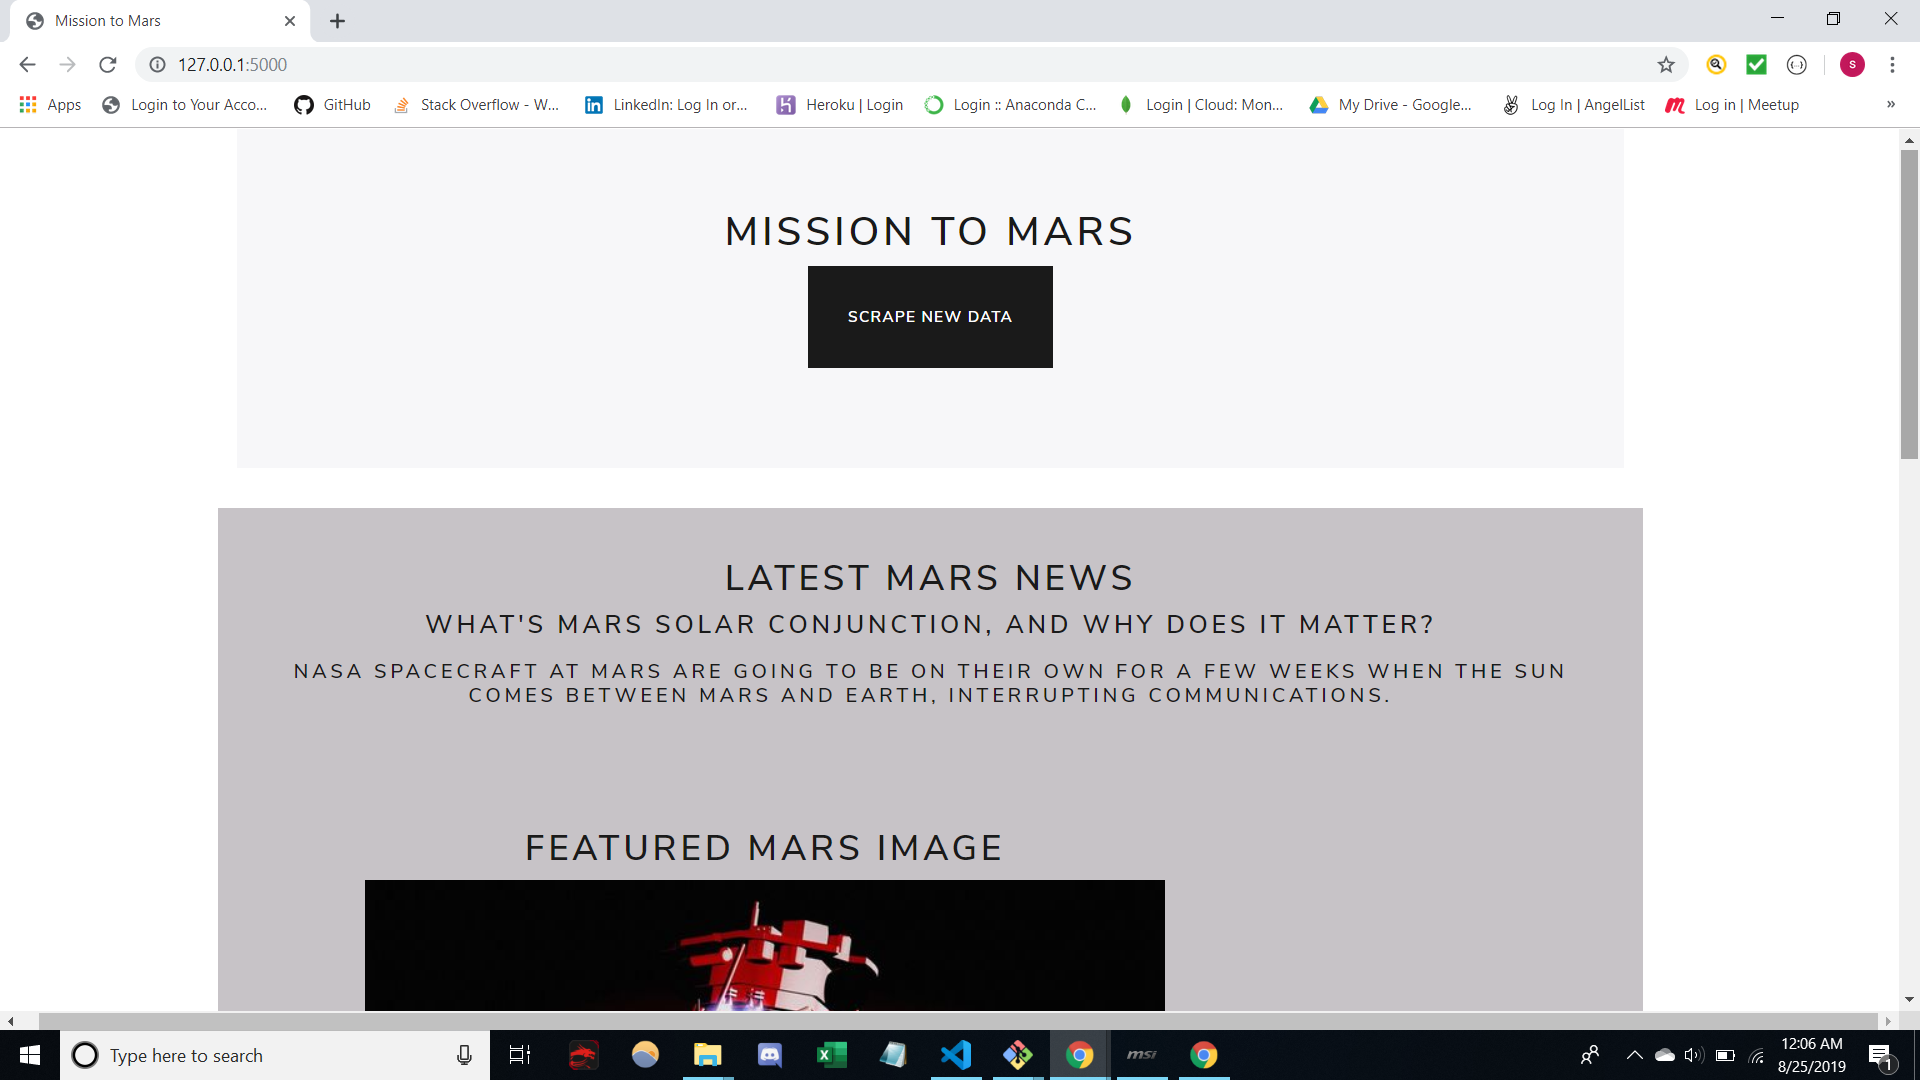 Mission to Mars
127.0.0.1:5000
S
Apps
Login to Your Acco...
GitHub
Stack Overflow - W...
LinkedIn: Log In or...
Heroku | Login
Login :: Anaconda C...
Login | Cloud: Mon...
My Drive - Google...
Log In | AngelList
Log in | Meetup
»
MISSION TO MARS
SCRAPE NEW DATA
LATEST MARS NEWS
WHAT'S MARS SOLAR CONJUNCTION, AND WHY DOES IT MATTER?
NASA SPACECRAFT AT MARS ARE GOING TO BE ON THEIR OWN FOR A FEW WEEKS WHEN THE SUN
COMES BETWEEN MARS AND EARTH, INTERRUPTING COMMUNICATIONS.
FEATURED MARS IMAGE
Type here to search
msi
12:06 AM
8/25/2019
1